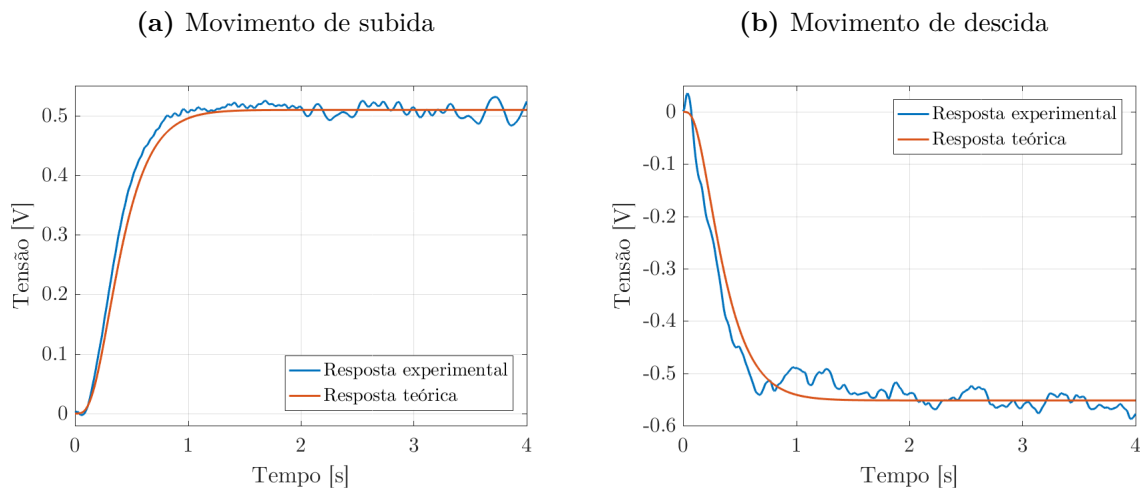 (a) Movimento de subida
(b) Movimento de descida
0.5
0.4
0.3
0.2
0.1
0
Tensão [V]
Resposta experimental
Resposta teórica
0
1
2
3
4
Tempo [s]
0
-0.1
-0.2
-0.3
-0.4
-0.5
-0.6
Tensão [V]
Resposta experimental
Resposta teórica
0
1
2
3
4
Tempo [s]